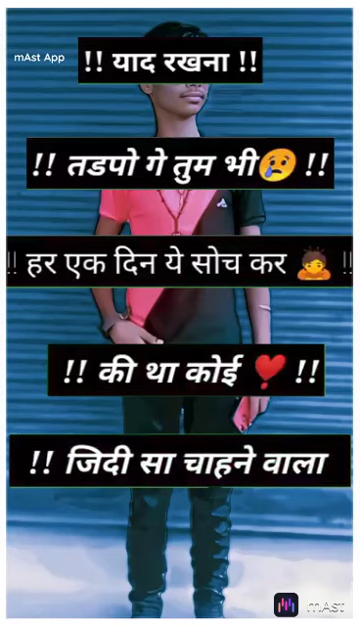 mAst App
!! याद रखना !!
!! तडपो गे तुम भी😢 !!
!! हर एक दिन ये सोच कर 🙇 !!
!! की था कोई ❣️ !!
!! जिदी सा चाहने वाला
mAst